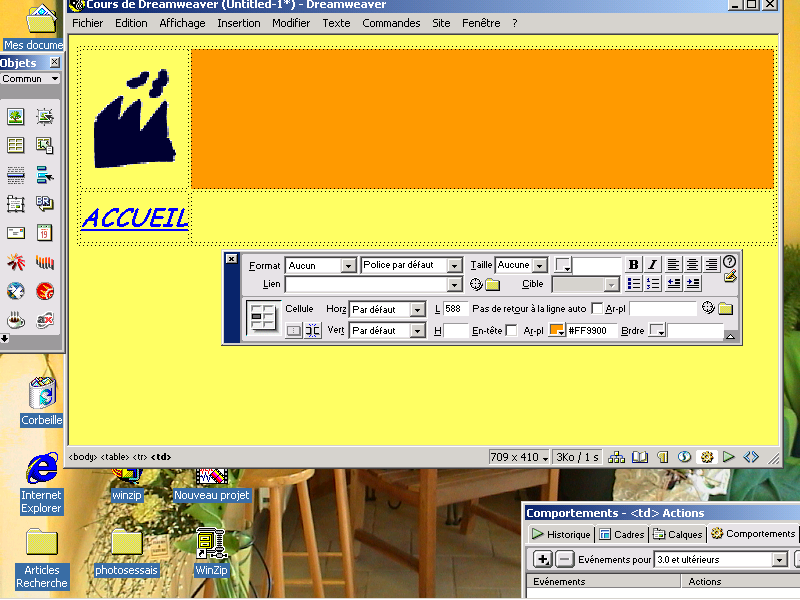 Cours de Dreamweaver (Untitled-1*) - Dreamweaver
Fichier Edition Affichage Insertion Modifier Texte Commandes Site Fenêtre ?
Mes docume
Objets
Commun
ACCUEIL
Format Aucun Police par défaut Taille Aucune B I
Lien Cible
Cellule Horz Par défaut L 588 Pas de retour à la ligne auto Ar-pl
Vert Par défaut H En-tête Ar-pl #FF9900 Brdre
<body> <table> <tr> <td>
709 x 410 3Ko / 1 s
Corbeille
Internet
Explorer
winzip
Nouveau projet
Articles
Recherche
photosessais
WinZip
Comportements - <td> Actions
Historique Cadres Calques Comportements
Evénements pour 3.0 et ultérieurs
Evénements Actions